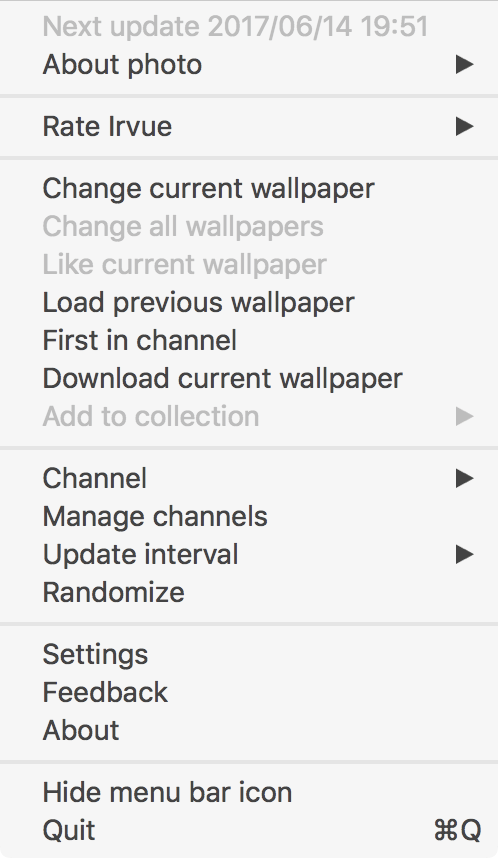 Next update 2017/06/14 19:51
About photo
Rate Irvue
Change current wallpaper
Change all wallpapers
Like current wallpaper
Load previous wallpaper
First in channel
Download current wallpaper
Add to collection
Channel
Manage channels
Update interval
Randomize
Settings
Feedback
About
Hide menu bar icon
Quit ⌘Q